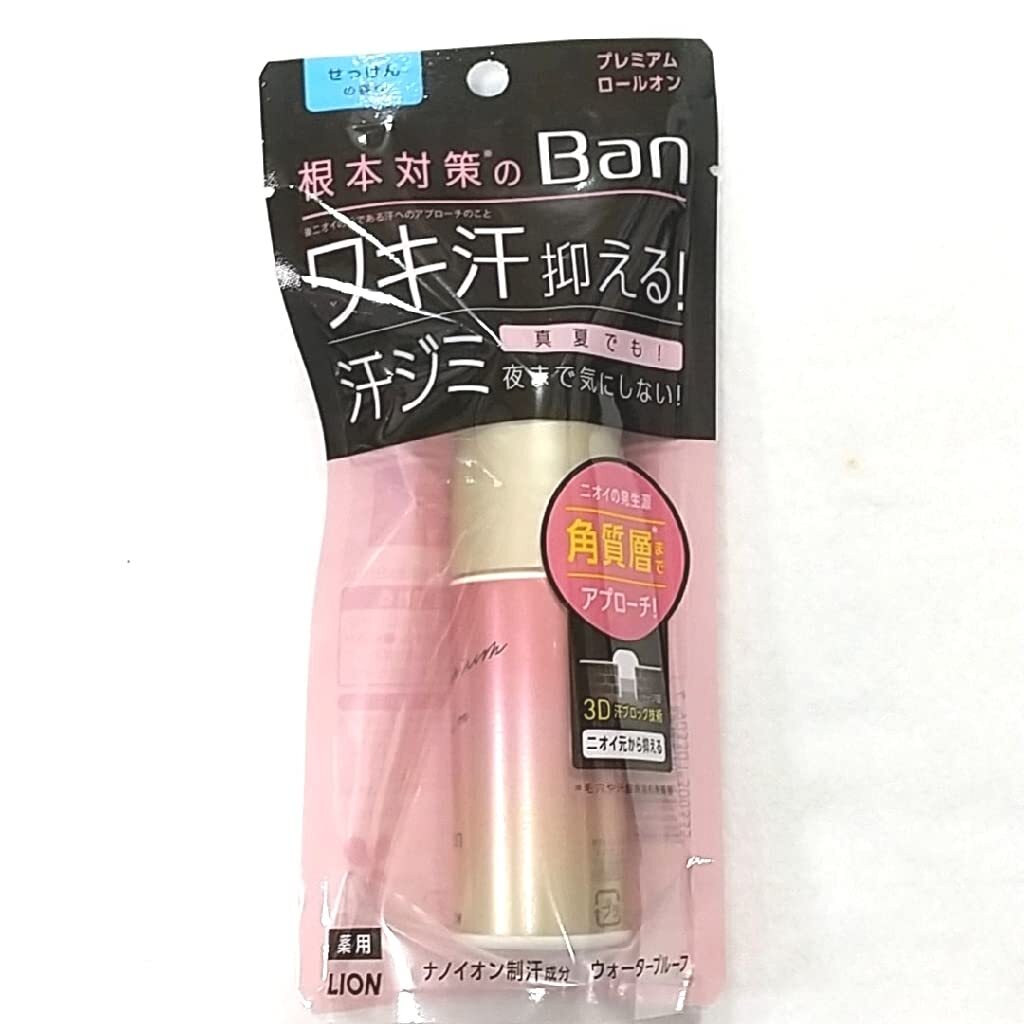 せっけん
プレミアム
ロールオン
根本対策※の Ban
ワキ汗 抑える!
真夏でも!
汗ジミ 夜まで気にしない!
ニオイの発生源
角質層※まで
アプローチ!
3D 汗ブロック技術
ニオイ元から抑える
薬用
LION
ナノイオン制汗成分 ウォータープルーフ